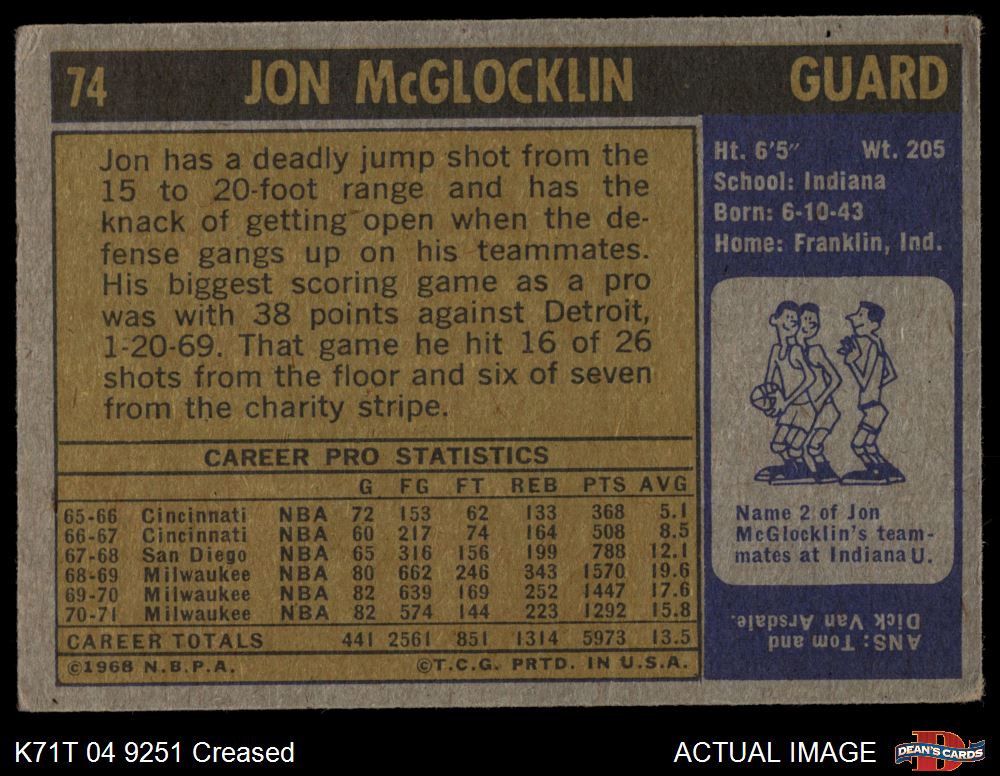 74 JON McGLOCKLIN GUARD
Jon has a deadly jump shot from the
15 to 20-foot range and has the
knack of getting open when the de-
fense gangs up on his teammates.
His biggest scoring game as a pro
was with 38 points against Detroit,
1-20-69. That game he hit 16 of 26
shots from the floor and six of seven
from the charity stripe.
Ht. 6'5" Wt. 205
School: Indiana
Born: 6-10-43
Home: Franklin, Ind.
Name 2 of Jon
McGlocklin's team-
mates at Indiana U.
ANS: Tom and
Dick Van Arsdale.
CAREER PRO STATISTICS
G FG FT REB PTS AVG
65-66 Cincinnati NBA 72 153 62 133 368 5.1
66-67 Cincinnati NBA 60 217 74 164 508 8.5
67-68 San Diego NBA 65 316 156 199 788 12.1
68-69 Milwaukee NBA 80 662 246 343 1570 19.6
69-70 Milwaukee NBA 82 639 169 252 1447 17.6
70-71 Milwaukee NBA 82 574 144 223 1292 15.8
CAREER TOTALS 441 2561 851 1314 5973 13.5
©1968 N.B.P.A. ©T.C.G. PRTD. IN U.S.A.
K71T 04 9251 Creased
ACTUAL IMAGE
DEAN'S CARDS